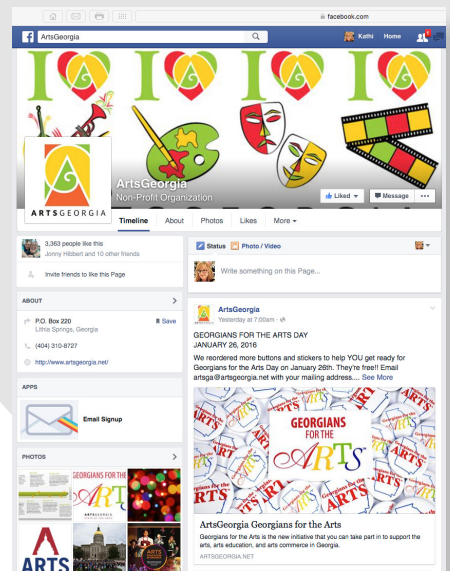 facebook.com
ArtsGeorgia
Kathi Home
I
I
I
I
ArtsGeorgia
Non-Profit Organization
Liked
Message
ARTSGEORGIA
Timeline About Photos Likes More
3,363 people like this
Jonny Hibbert and 10 other friends
Invite friends to like this Page
ABOUT
P.O. Box 220
Lithia Springs, Georgia
Save
(404) 310-8727
http://www.artsgeorgia.net/
APPS
Email Signup
PHOTOS
GEORGIANS FOR THE
ART
ARTS
ARTS
Status Photo / Video
Write something on this Page...
ArtsGeorgia
Yesterday at 7:00am
GEORGIANS FOR THE ARTS DAY
JANUARY 26, 2016
We reordered more buttons and stickers to help YOU get ready for
Georgians for the Arts Day on January 26th. They're free!! Email
artsga@artsgeorgia.net with your mailing address.... See More
GEORGIANS
FOR THE
ARTS
ArtsGeorgia Georgians for the Arts
Georgians for the Arts is the new initiative that you can take part in to support the
arts, arts education, and arts commerce in Georgia.
ARTSGEORGIA.NET